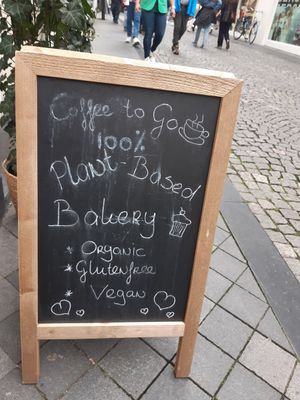 Coffee to Go
100%
Plant-Based
Bakery
* Organic
* Glutenfree
* Vegan